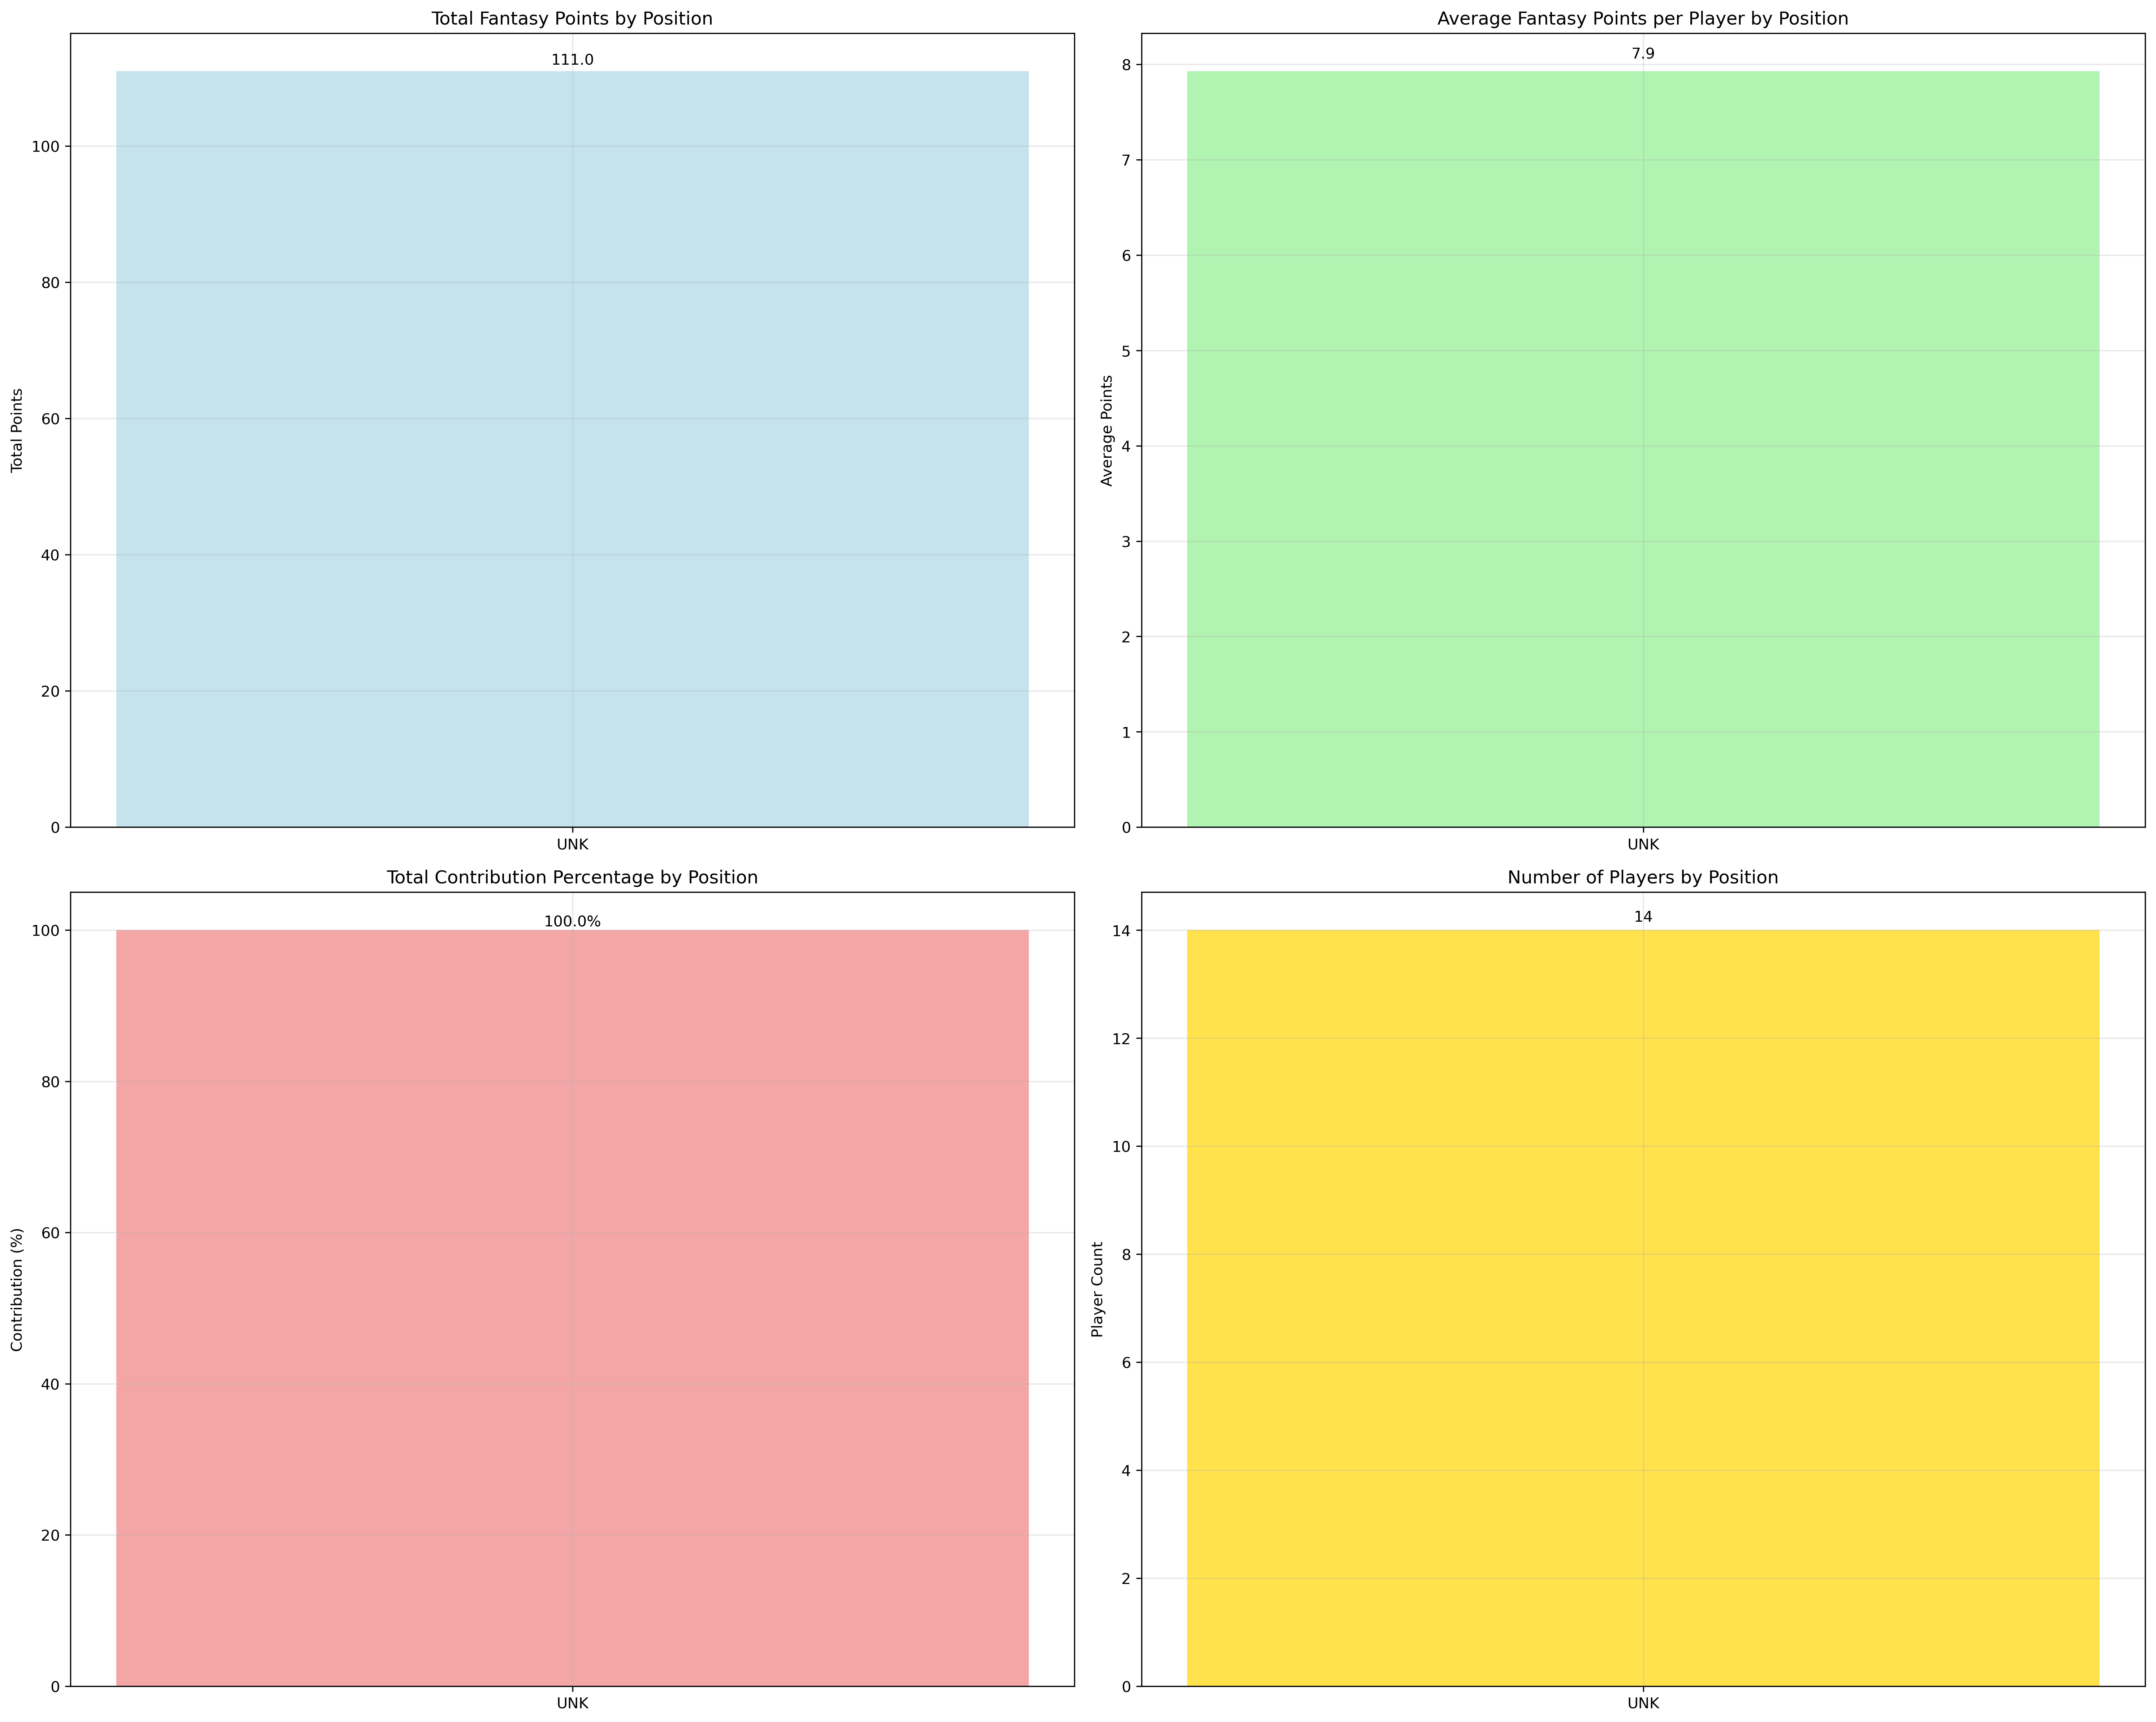 Total Fantasy Points by Position
111.0
100
80
60
40
20
0
Total Points
UNK
Average Fantasy Points per Player by Position
7.9
8
7
6
5
4
3
2
1
0
Average Points
UNK
Total Contribution Percentage by Position
100.0%
100
80
60
40
20
0
Contribution (%)
UNK
Number of Players by Position
14
14
12
10
8
6
4
2
0
Player Count
UNK